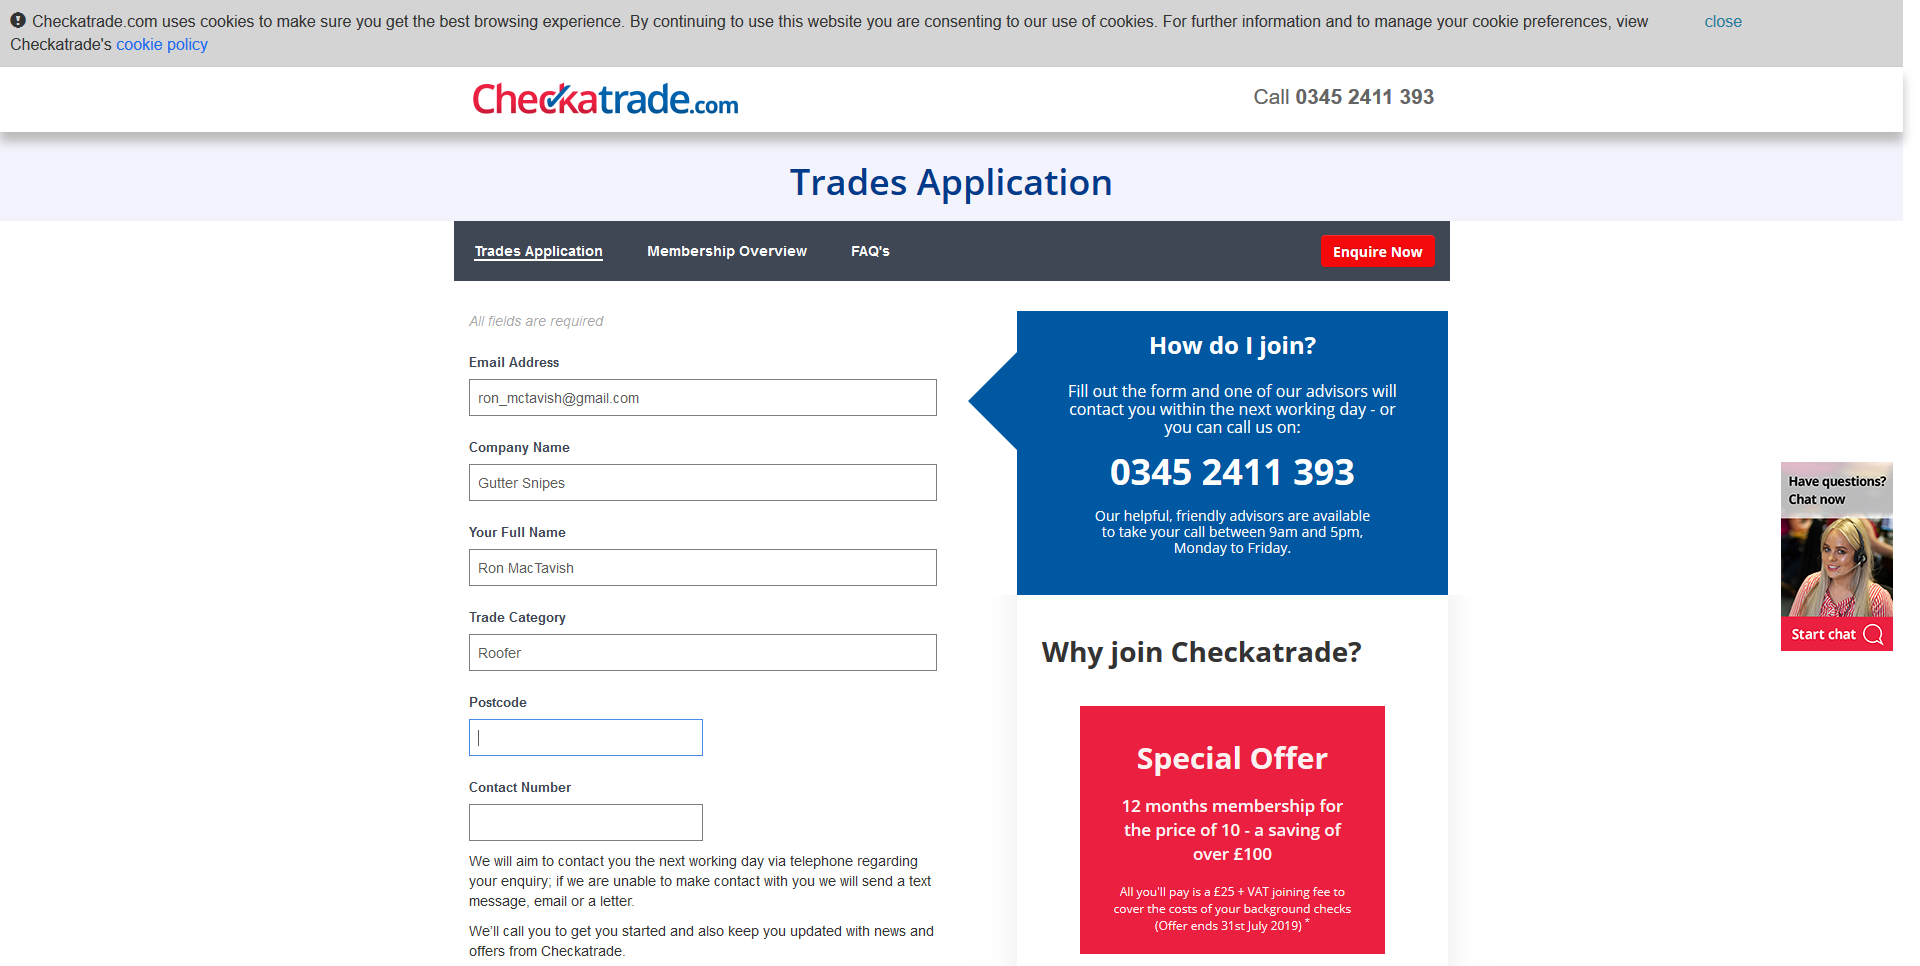 Checkatrade.com uses cookies to make sure you get the best browsing experience. By continuing to use this website you are consenting to our use of cookies. For further information and to manage your cookie preferences, view
Checkatrade's cookie policy
close
Checkatrade.com
Call 0345 2411 393
Trades Application
Trades Application
Membership Overview
FAQ's
Enquire Now
All fields are required
Email Address
ron_mctavish@gmail.com
Company Name
Gutter Snipes
Your Full Name
Ron MacTavish
Trade Category
Roofer
Postcode
Contact Number
We will aim to contact you the next working day via telephone regarding
your enquiry; if we are unable to make contact with you we will send a text
message, email or a letter.
We'll call you to get you started and also keep you updated with news and
offers from Checkatrade.
How do I join?
Fill out the form and one of our advisors will
contact you within the next working day - or
you can call us on:
0345 2411 393
Our helpful, friendly advisors are available
to take your call between 9am and 5pm,
Monday to Friday.
Why join Checkatrade?
Special Offer
12 months membership for
the price of 10 - a saving of
over £100
All you'll pay is a £25 + VAT joining fee to
cover the costs of your background checks
(Offer ends 31st July 2019) *
Have questions?
Chat now
Start chat